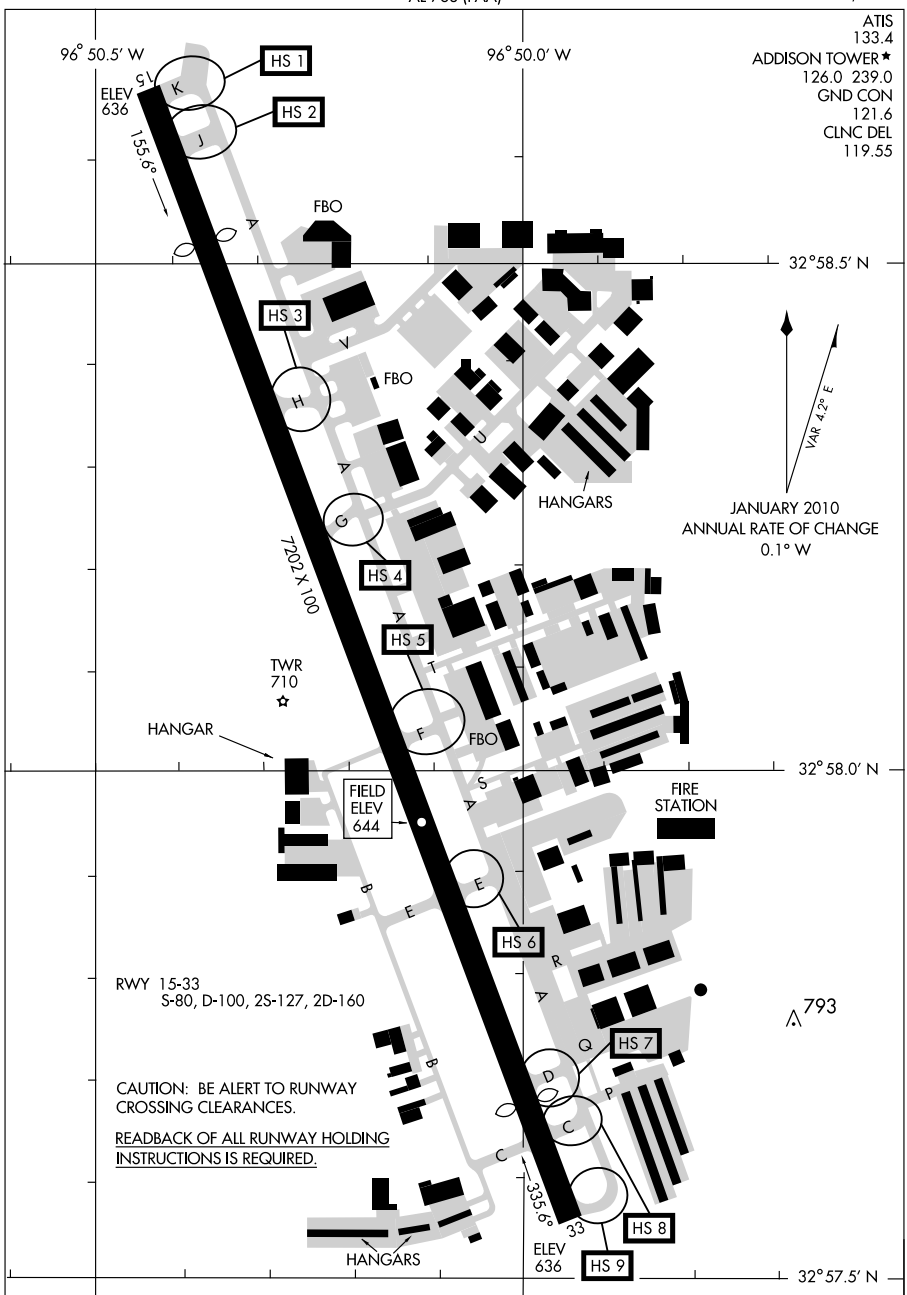 AL-700 (FAA)
ATIS
133.4
ADDISON TOWER★
126.0 239.0
GND CON
121.6
CLNC DEL
119.55
96° 50.5' W
96° 50.0' W
HS 1
15
K
ELEV
636
HS 2
J
155.6°
A
FBO
32°58.5' N
HS 3
V
FBO
H
VAR 4.2° E
U
A
HANGARS
JANUARY 2010
ANNUAL RATE OF CHANGE
0.1° W
G
7202 X 100
HS 4
A
HS 5
T
TWR
710
F
FBO
HANGAR
32°58.0' N
S
FIELD
ELEV
644
A
FIRE
STATION
E
B
E
HS 6
R
RWY 15-33
S-80, D-100, 2S-127, 2D-160
A
793
Q
HS 7
B
D
P
CAUTION: BE ALERT TO RUNWAY
CROSSING CLEARANCES.
C
READBACK OF ALL RUNWAY HOLDING
INSTRUCTIONS IS REQUIRED.
C
335.6°
33
HS 8
ELEV
636
HS 9
HANGARS
32°57.5' N